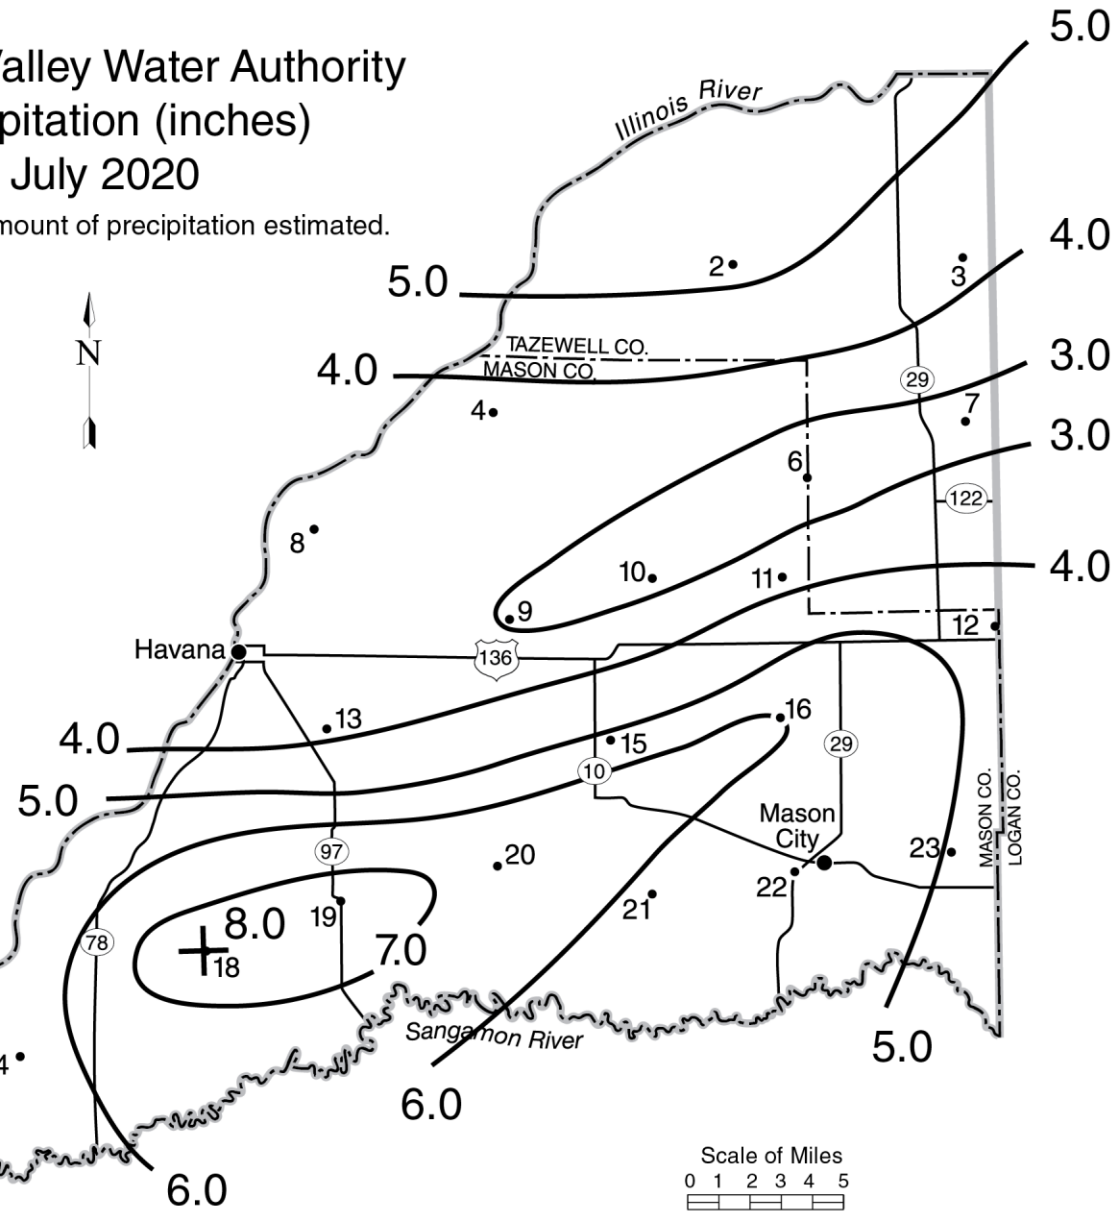 Valley Water Authority
pitation (inches)
July 2020
mount of precipitation estimated.
5.0
Illinois River
2
3
4.0
5.0
N
TAZEWELL CO.
MASON CO.
4.0
3.0
29
4
7
3.0
6
122
8
10
11
4.0
9
12
Havana
136
13
16
4.0
15
29
10
5.0
MASON CO.
LOGAN CO.
Mason
City
97
20
23
22
19
21
8.0
78
7.0
18
Sangamon River
5.0
4
6.0
6.0
Scale of Miles
0 1 2 3 4 5